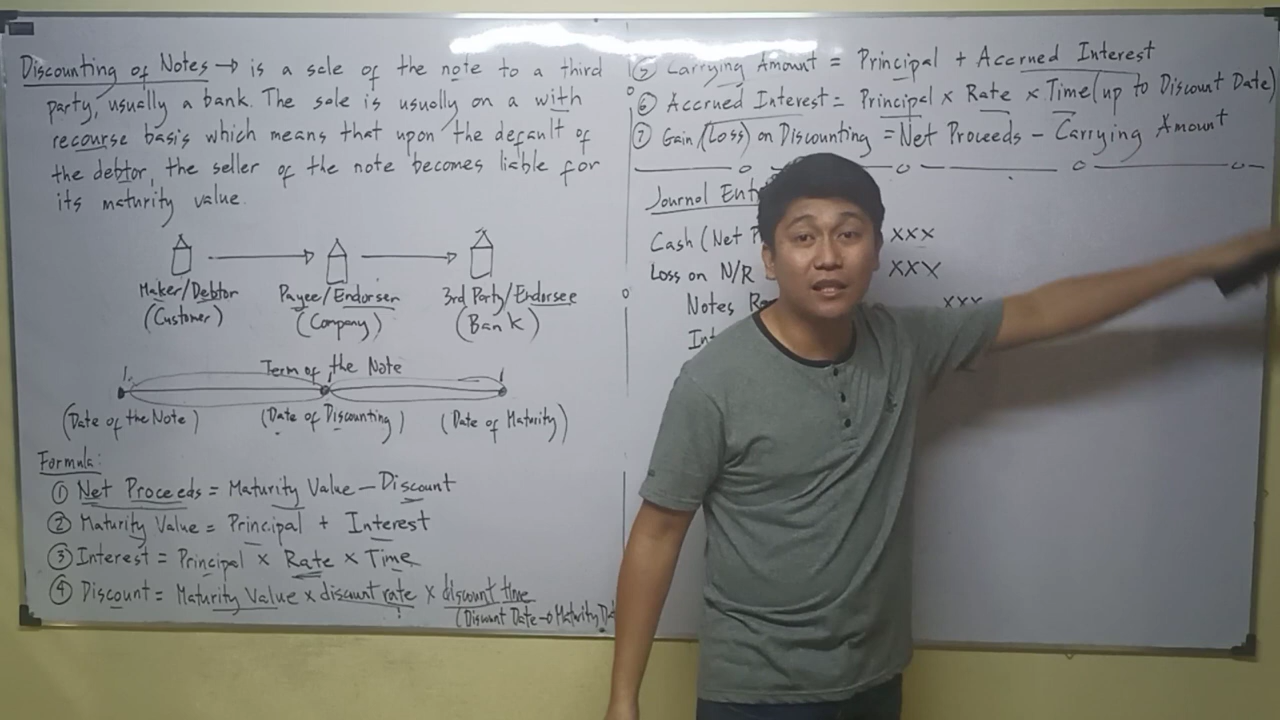 Discounting of Notes → is a sale of the note to a third
party, usually a bank. The sale is usually on a with
recourse basis which means that upon the default of
the debtor, the seller of the note becomes liable for
its maturity value.
Maker/Debtor
(Customer)
Payee/Endorser
(Company)
3rd Party/Endorsee
(Bank)
Term of the Note
(Date of the Note)
(Date of Discounting)
(Date of Maturity)
Formula:
① Net Proceeds = Maturity Value - Discount
② Maturity Value = Principal + Interest
③ Interest = Principal × Rate × Time
④ Discount = Maturity Value × discount rate × discount time
(Discount Date → Maturity
⑤ Carrying Amount = Principal + Accrued Interest
⑥ Accrued Interest = Principal × Rate × Time (up to Discount Date)
⑦ Gain/(Loss) on Discounting = Net Proceeds - Carrying Amount
Journal
Cash (Net XXX
Loss on N/R XXX
Notes XXX